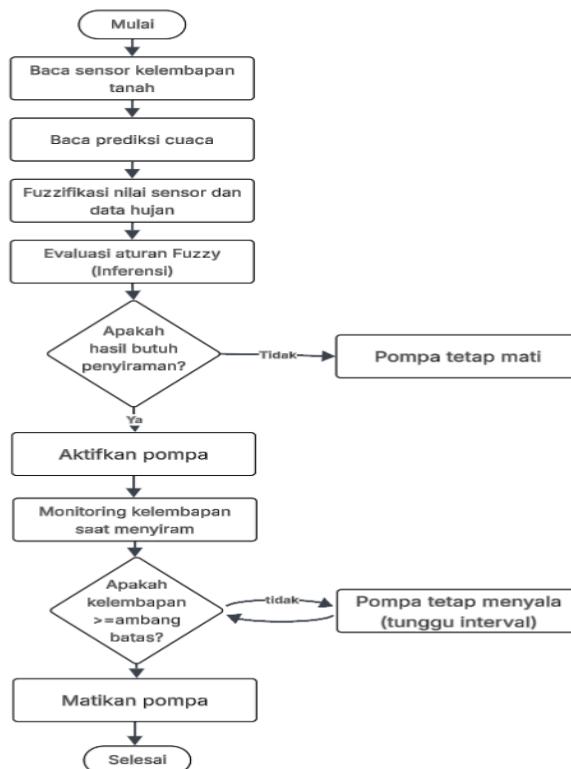 Mulai
Baca sensor kelembapan
tanah
Baca prediksi cuaca
Fuzzifikasi nilai sensor dan
data hujan
Evaluasi aturan Fuzzy
(Inferensi)
Apakah
hasil butuh
penyiraman?
Tidak
Pompa tetap mati
Ya
Aktifkan pompa
Monitoring kelembapan
saat menyiram
Apakah
kelembapan
>=ambang
batas?
tidak
Pompa tetap menyala
(tunggu interval)
Matikan pompa
Selesai